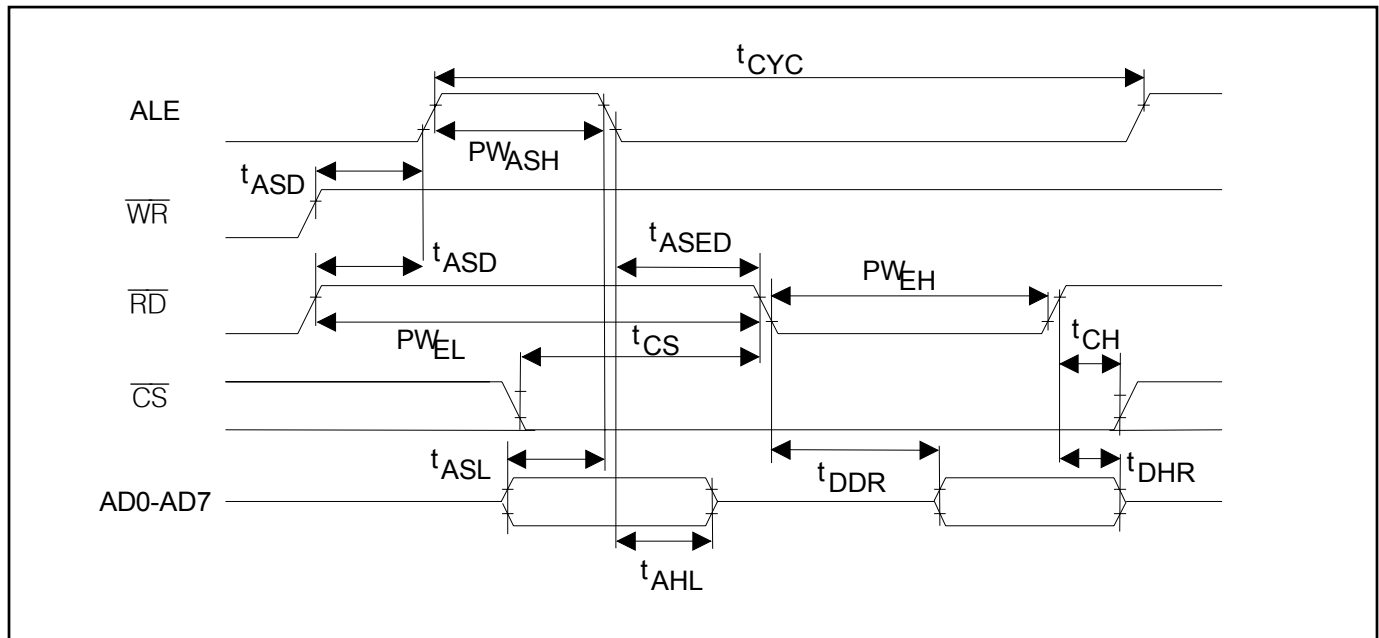 tCYC
ALE
PWASH
tASD
WR
tASED
tASD
PWEH
RD
PWEL
tCS
tCH
CS
tASL
tDDR
tDHR
AD0-AD7
tAHL